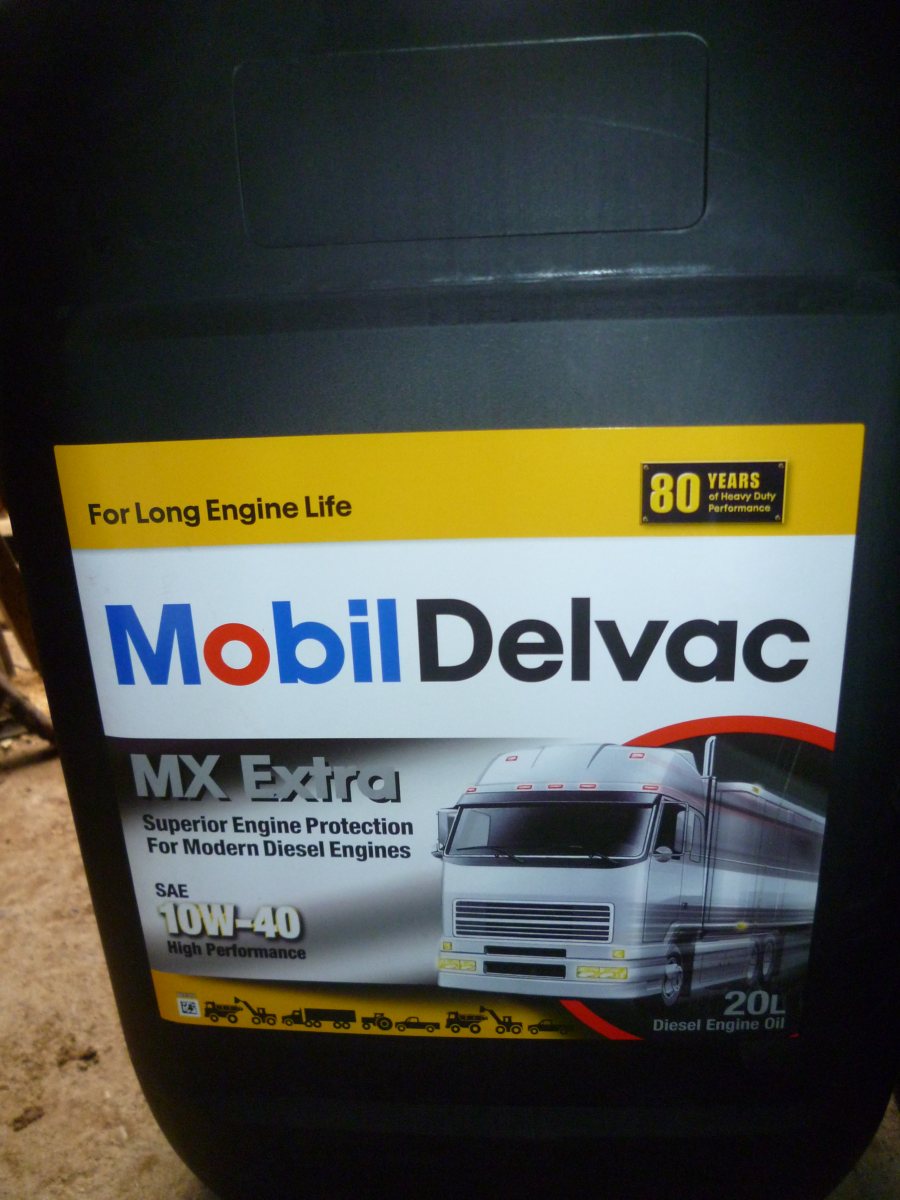 For Long Engine Life
80 YEARS
of Heavy Duty
Performance
Mobil Delvac
MX Extra
Superior Engine Protection
For Modern Diesel Engines
SAE
10W-40
High Performance
20L
Diesel Engine Oil